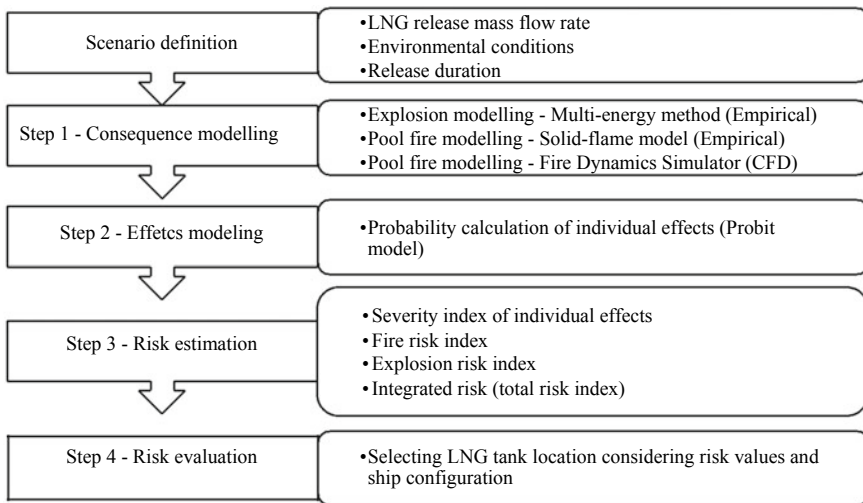 Scenario definition
•LNG release mass flow rate
•Environmental conditions
•Release duration
Step 1 - Consequence modelling
•Explosion modelling - Multi-energy method (Empirical)
•Pool fire modelling - Solid-flame model (Empirical)
•Pool fire modelling - Fire Dynamics Simulator (CFD)
Step 2 - Effetcs modeling
•Probability calculation of individual effects (Probit
model)
Step 3 - Risk estimation
•Severity index of individual effects
•Fire risk index
•Explosion risk index
•Integrated risk (total risk index)
Step 4 - Risk evaluation
•Selecting LNG tank location considering risk values and
ship configuration